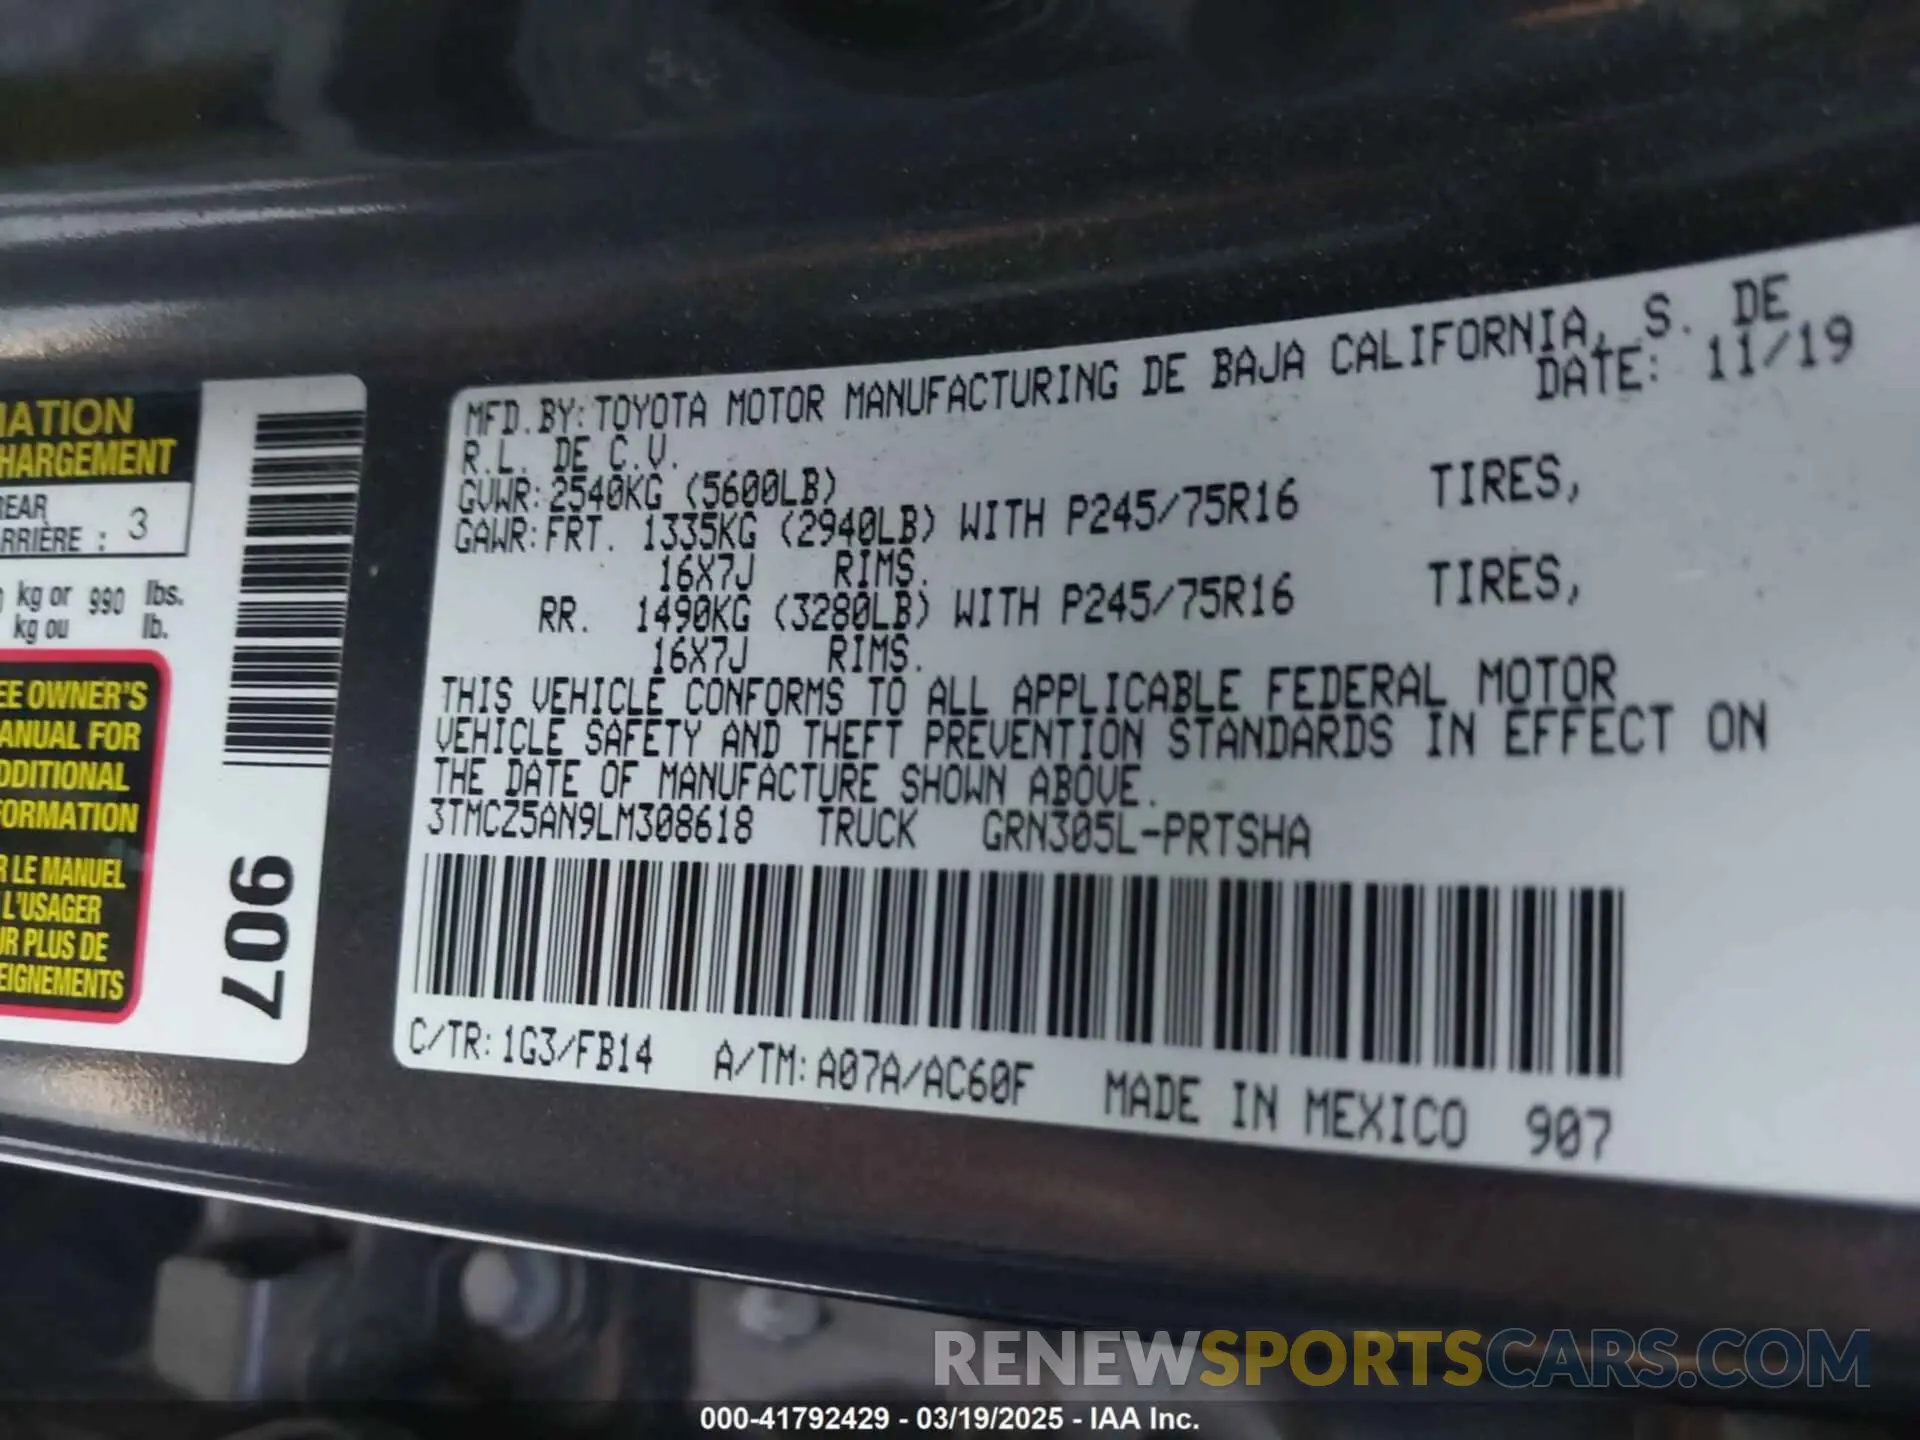 MATION
HARGEMENT
REAR
ARRIÈRE : 3
kg or 990 lbs.
kg ou lb.
EE OWNER'S
ANUAL FOR
DDITIONAL
FORMATION
R LE MANUEL
L'USAGER
UR PLUS DE
EIGNEMENTS
907
MFD.BY:TOYOTA MOTOR MANUFACTURING DE BAJA CALIFORNIA, S. DE
R.L. DE C.V. DATE: 11/19
GVWR:2540KG (5600LB)
GAWR:FRT. 1335KG (2940LB) WITH P245/75R16 TIRES,
16X7J RIMS.
RR. 1490KG (3280LB) WITH P245/75R16 TIRES,
16X7J RIMS.
THIS VEHICLE CONFORMS TO ALL APPLICABLE FEDERAL MOTOR
VEHICLE SAFETY AND THEFT PREVENTION STANDARDS IN EFFECT ON
THE DATE OF MANUFACTURE SHOWN ABOVE.
3TMCZ5AN9LM308618 TRUCK GRN305L-PRTSHA
C/TR:1G3/FB14 A/TM:A07A/AC60F MADE IN MEXICO 907
RENEWSPORTSCARS.COM
000-41792429 - 03/19/2025 - IAA Inc.